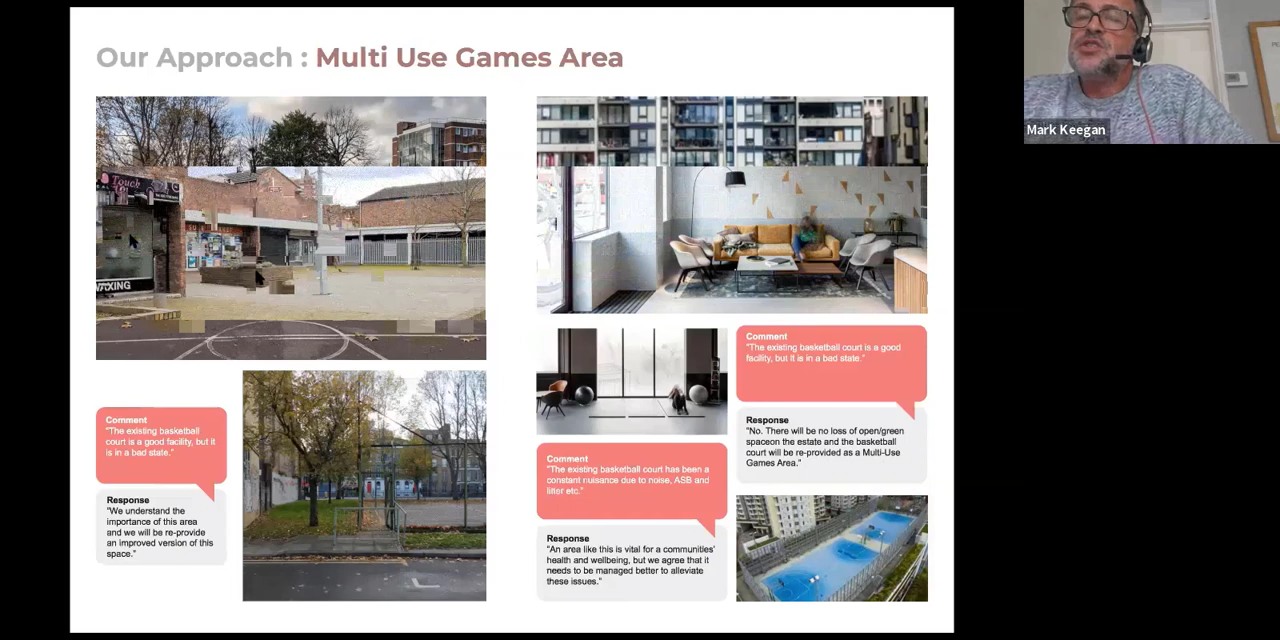 Our Approach : Multi Use Games Area
Mark Keegan
Touch
WAXING
Comment
"The existing basketball
court is a good facility, but it
is in a bad state."
Response
"We understand the
importance of this area
and we will be re-provide
an improved version of this
space."
Comment
"The existing basketball court is a good
facility, but it is in a bad state."
Response
"No. There will be no loss of open/green
spaceon the estate and the basketball
court will be re-provided as a Multi-Use
Games Area."
Comment
"The existing basketball court has been a
constant nuisance due to noise, ASB and
litter etc."
Response
"An area like this is vital for a communities'
health and wellbeing, but we agree that it
needs to be managed better to alleviate
these issues."